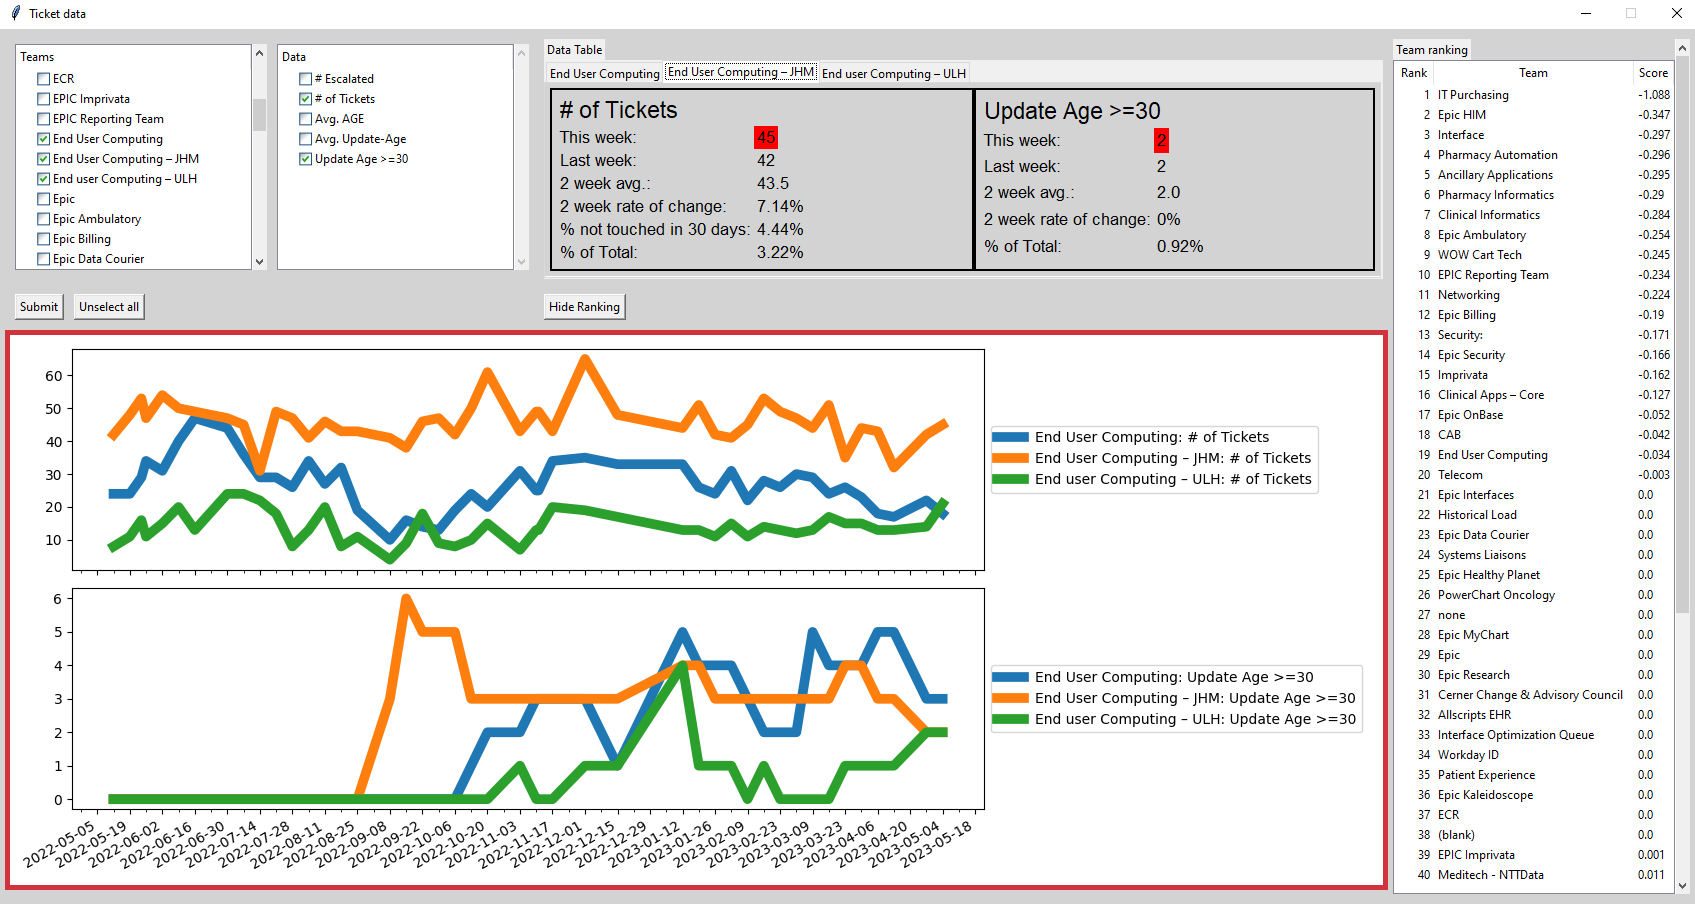 Ticket data
Teams
ECR
EPIC Imprivata
EPIC Reporting Team
End User Computing
End User Computing – JHM
End user Computing – ULH
Epic
Epic Ambulatory
Epic Billing
Epic Data Courier
Data
# Escalated
# of Tickets
Avg. AGE
Avg. Update-Age
Update Age >=30
Submit
Unselect all
Data Table
End User Computing
End User Computing – JHM
End user Computing – ULH
# of Tickets
This week: 45
Last week: 42
2 week avg.: 43.5
2 week rate of change: 7.14%
% not touched in 30 days: 4.44%
% of Total: 3.22%
Update Age >=30
This week: 2
Last week: 2
2 week avg.: 2.0
2 week rate of change: 0%
% of Total: 0.92%
Hide Ranking
60
50
40
30
20
10
End User Computing: # of Tickets
End User Computing – JHM: # of Tickets
End user Computing – ULH: # of Tickets
6
5
4
3
2
1
0
End User Computing: Update Age >=30
End User Computing – JHM: Update Age >=30
End user Computing – ULH: Update Age >=30
2022-05-05
2022-05-19
2022-06-02
2022-06-16
2022-06-30
2022-07-14
2022-07-28
2022-08-11
2022-08-25
2022-09-08
2022-09-22
2022-10-06
2022-10-20
2022-11-03
2022-11-17
2022-12-01
2022-12-15
2022-12-29
2023-01-12
2023-01-26
2023-02-09
2023-02-23
2023-03-09
2023-03-23
2023-04-06
2023-04-20
2023-05-04
2023-05-18
Team ranking
Rank Team Score
1 IT Purchasing -1.088
2 Epic HIM -0.347
3 Interface -0.297
4 Pharmacy Automation -0.296
5 Ancillary Applications -0.295
6 Pharmacy Informatics -0.29
7 Clinical Informatics -0.284
8 Epic Ambulatory -0.254
9 WOW Cart Tech -0.245
10 EPIC Reporting Team -0.234
11 Networking -0.224
12 Epic Billing -0.19
13 Security: -0.171
14 Epic Security -0.166
15 Imprivata -0.162
16 Clinical Apps – Core -0.127
17 Epic OnBase -0.052
18 CAB -0.042
19 End User Computing -0.034
20 Telecom -0.003
21 Epic Interfaces 0.0
22 Historical Load 0.0
23 Epic Data Courier 0.0
24 Systems Liaisons 0.0
25 Epic Healthy Planet 0.0
26 PowerChart Oncology 0.0
27 none 0.0
28 Epic MyChart 0.0
29 Epic 0.0
30 Epic Research 0.0
31 Cerner Change & Advisory Council 0.0
32 Allscripts EHR 0.0
33 Interface Optimization Queue 0.0
34 Workday ID 0.0
35 Patient Experience 0.0
36 Epic Kaleidoscope 0.0
37 ECR 0.0
38 (blank) 0.0
39 EPIC Imprivata 0.001
40 Meditech - NTTData 0.011